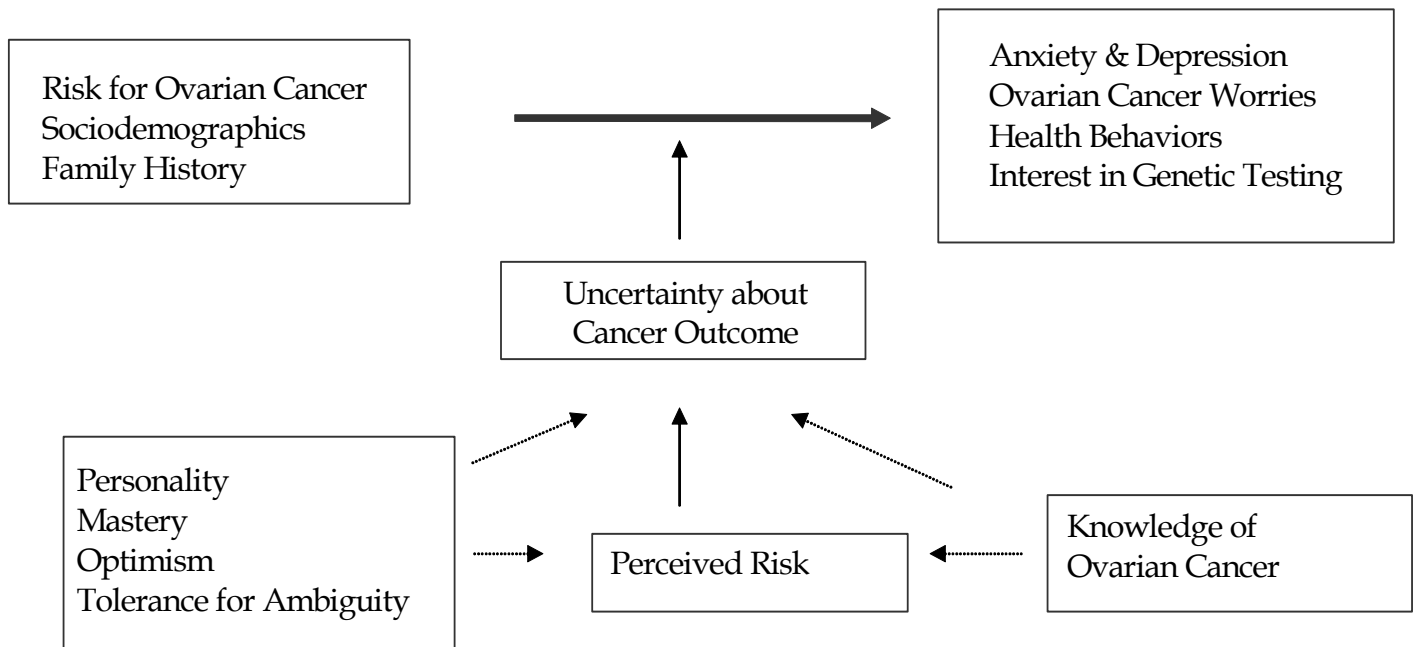 Risk for Ovarian Cancer
Sociodemographics
Family History
Anxiety & Depression
Ovarian Cancer Worries
Health Behaviors
Interest in Genetic Testing
Uncertainty about
Cancer Outcome
Personality
Mastery
Optimism
Tolerance for Ambiguity
Perceived Risk
Knowledge of
Ovarian Cancer